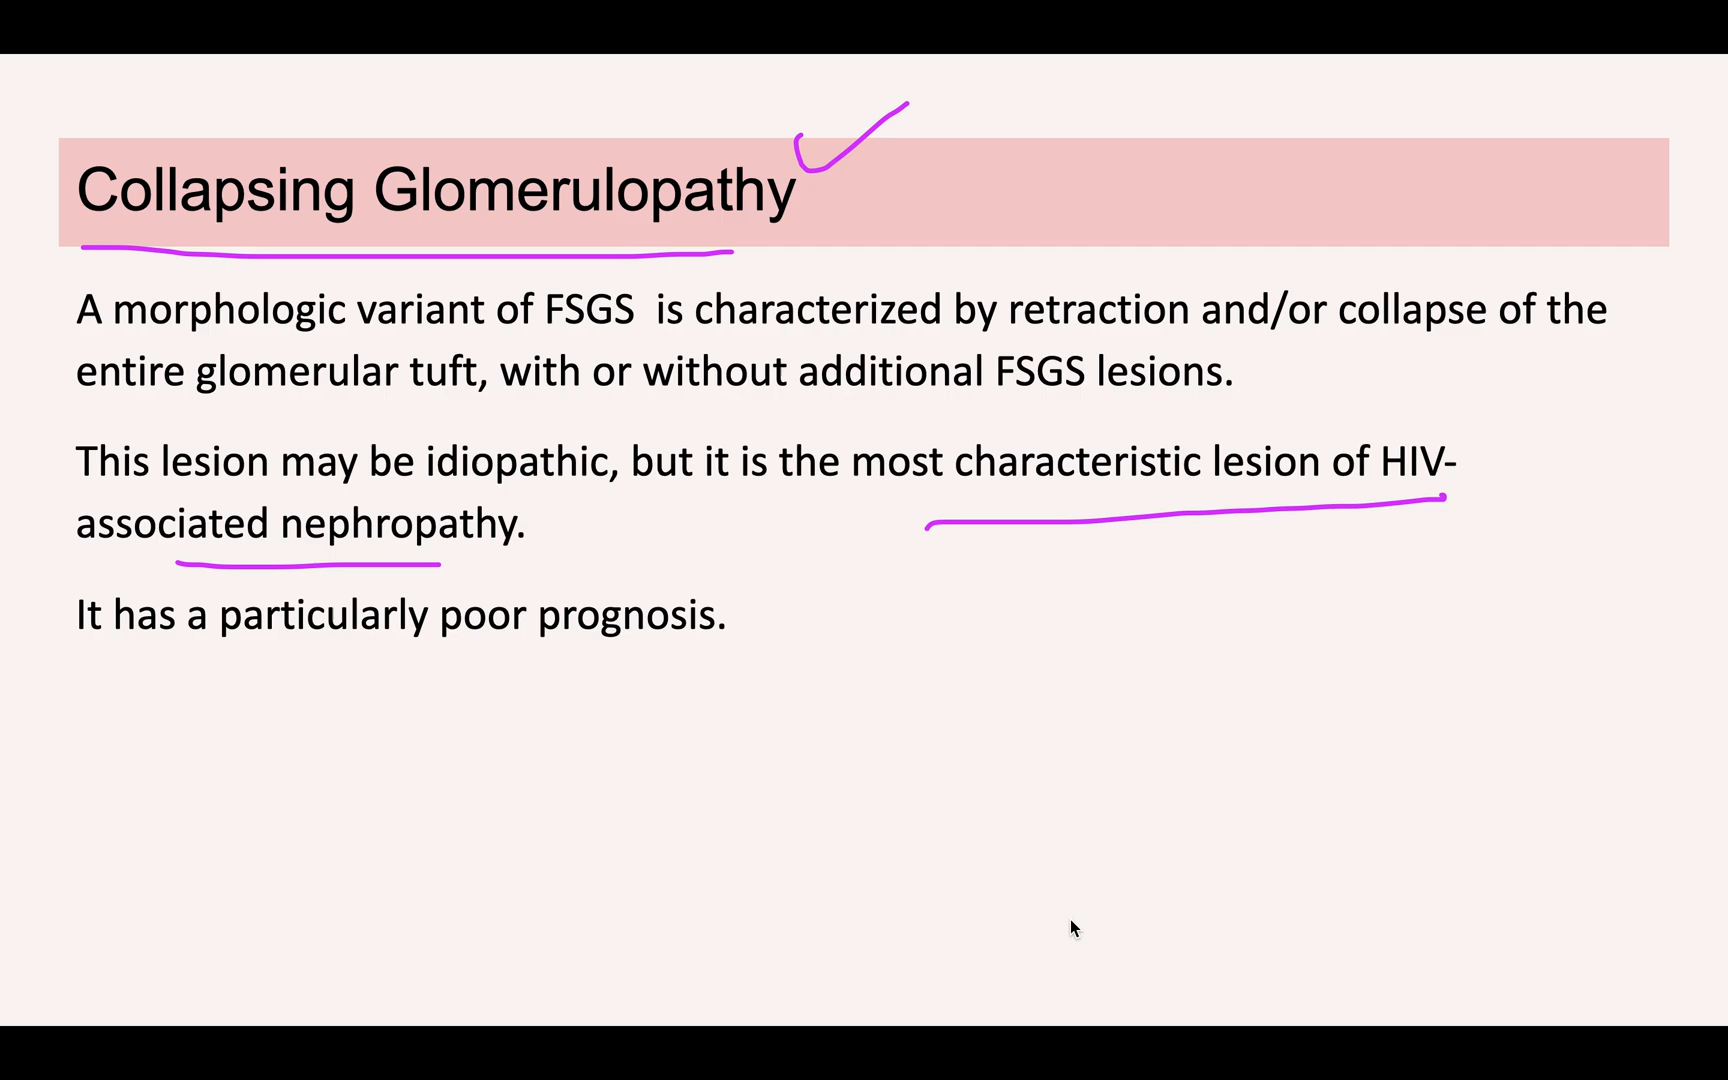 Collapsing Glomerulopathy
A morphologic variant of FSGS is characterized by retraction and/or collapse of the
entire glomerular tuft, with or without additional FSGS lesions.
This lesion may be idiopathic, but it is the most characteristic lesion of HIV-
associated nephropathy.
It has a particularly poor prognosis.